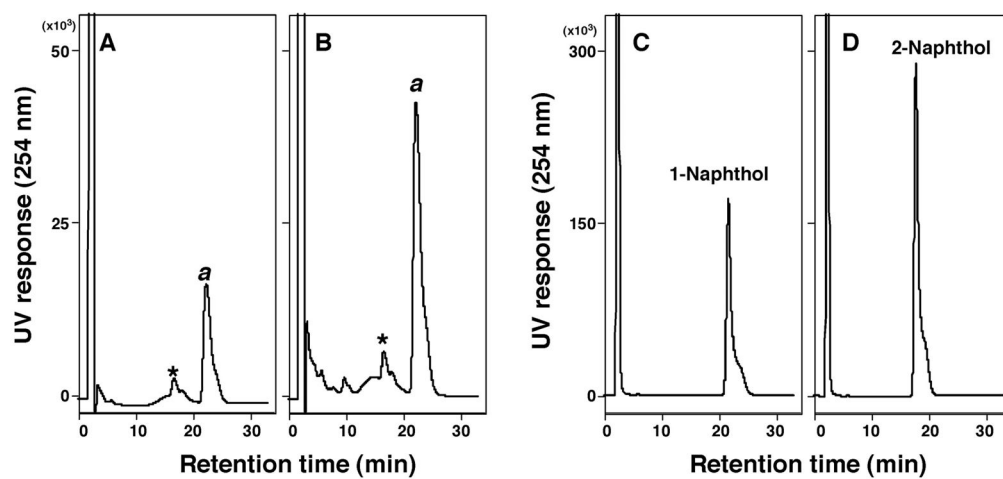 (x10³)
A
B
50
25
0
a
*
a
*
0 10 20 30
0 10 20 30
UV response (254 nm)
Retention time (min)
(x10³)
C
D
300
150
0
1-Naphthol
2-Naphthol
0 10 20 30
0 10 20 30
UV response (254 nm)
Retention time (min)